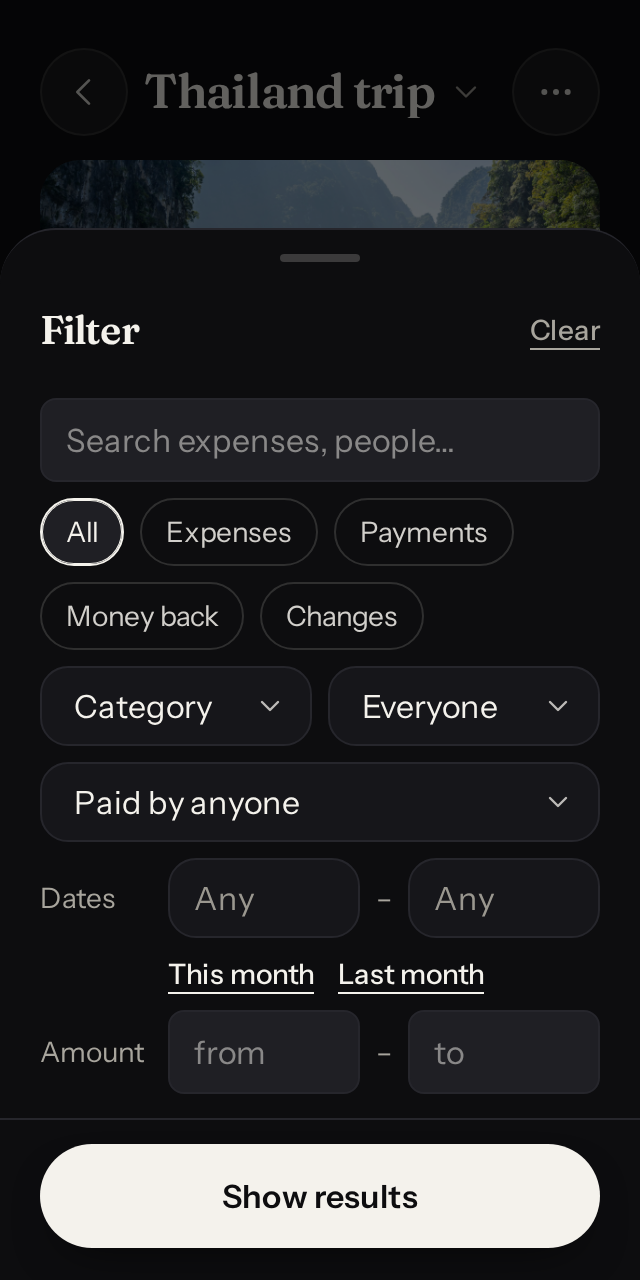 Thailand trip
Filter
Clear
Search expenses, people...
All
Expenses
Payments
Money back
Changes
Category
Everyone
Paid by anyone
Dates
Any
–
Any
This month
Last month
Amount
from
–
to
Show results